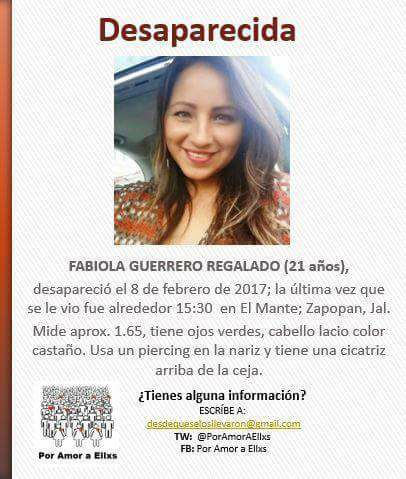 Desaparecida
FABIOLA GUERRERO REGALADO (21 años),
desapareció el 8 de febrero de 2017; la última vez que
se le vio fue alrededor 15:30 en El Mante; Zapopan, Jal.
Mide aprox. 1.65, tiene ojos verdes, cabello lacio color
castaño. Usa un piercing en la nariz y tiene una cicatriz
arriba de la ceja.
¿Tienes alguna información?
ESCRÍBE A:
desdequeselosllevaron@gmail.com
TW: @PorAmorAEllxs
FB: Por Amor a Ellxs
Por Amor a Ellxs